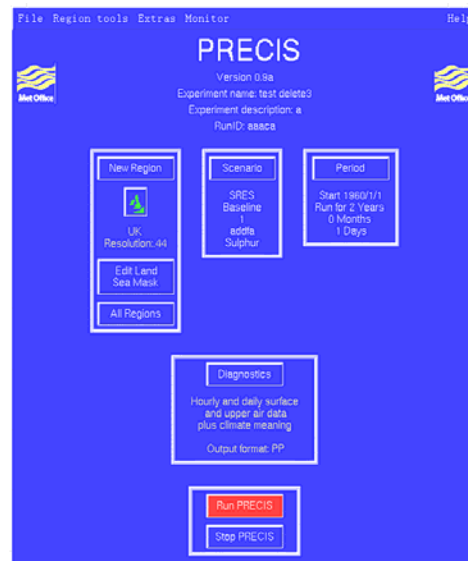 File Region tools Extras Monitor Help
PRECIS
Version 0.9a
Experiment name: test delete3
Experiment description: a
RunID: aaaca
Met Office
Met Office
New Region
UK
Resolution:.44
Edit Land
Sea Mask
All Regions
Scenario
SRES
Baseline
1
addfa
Sulphur
Period
Start 1960/1/1
Run for 2 Years
0 Months
1 Days
Diagnostics
Hourly and daily surface
and upper air data
plus climate meaning
Output format: PP
Run PRECIS
Stop PRECIS